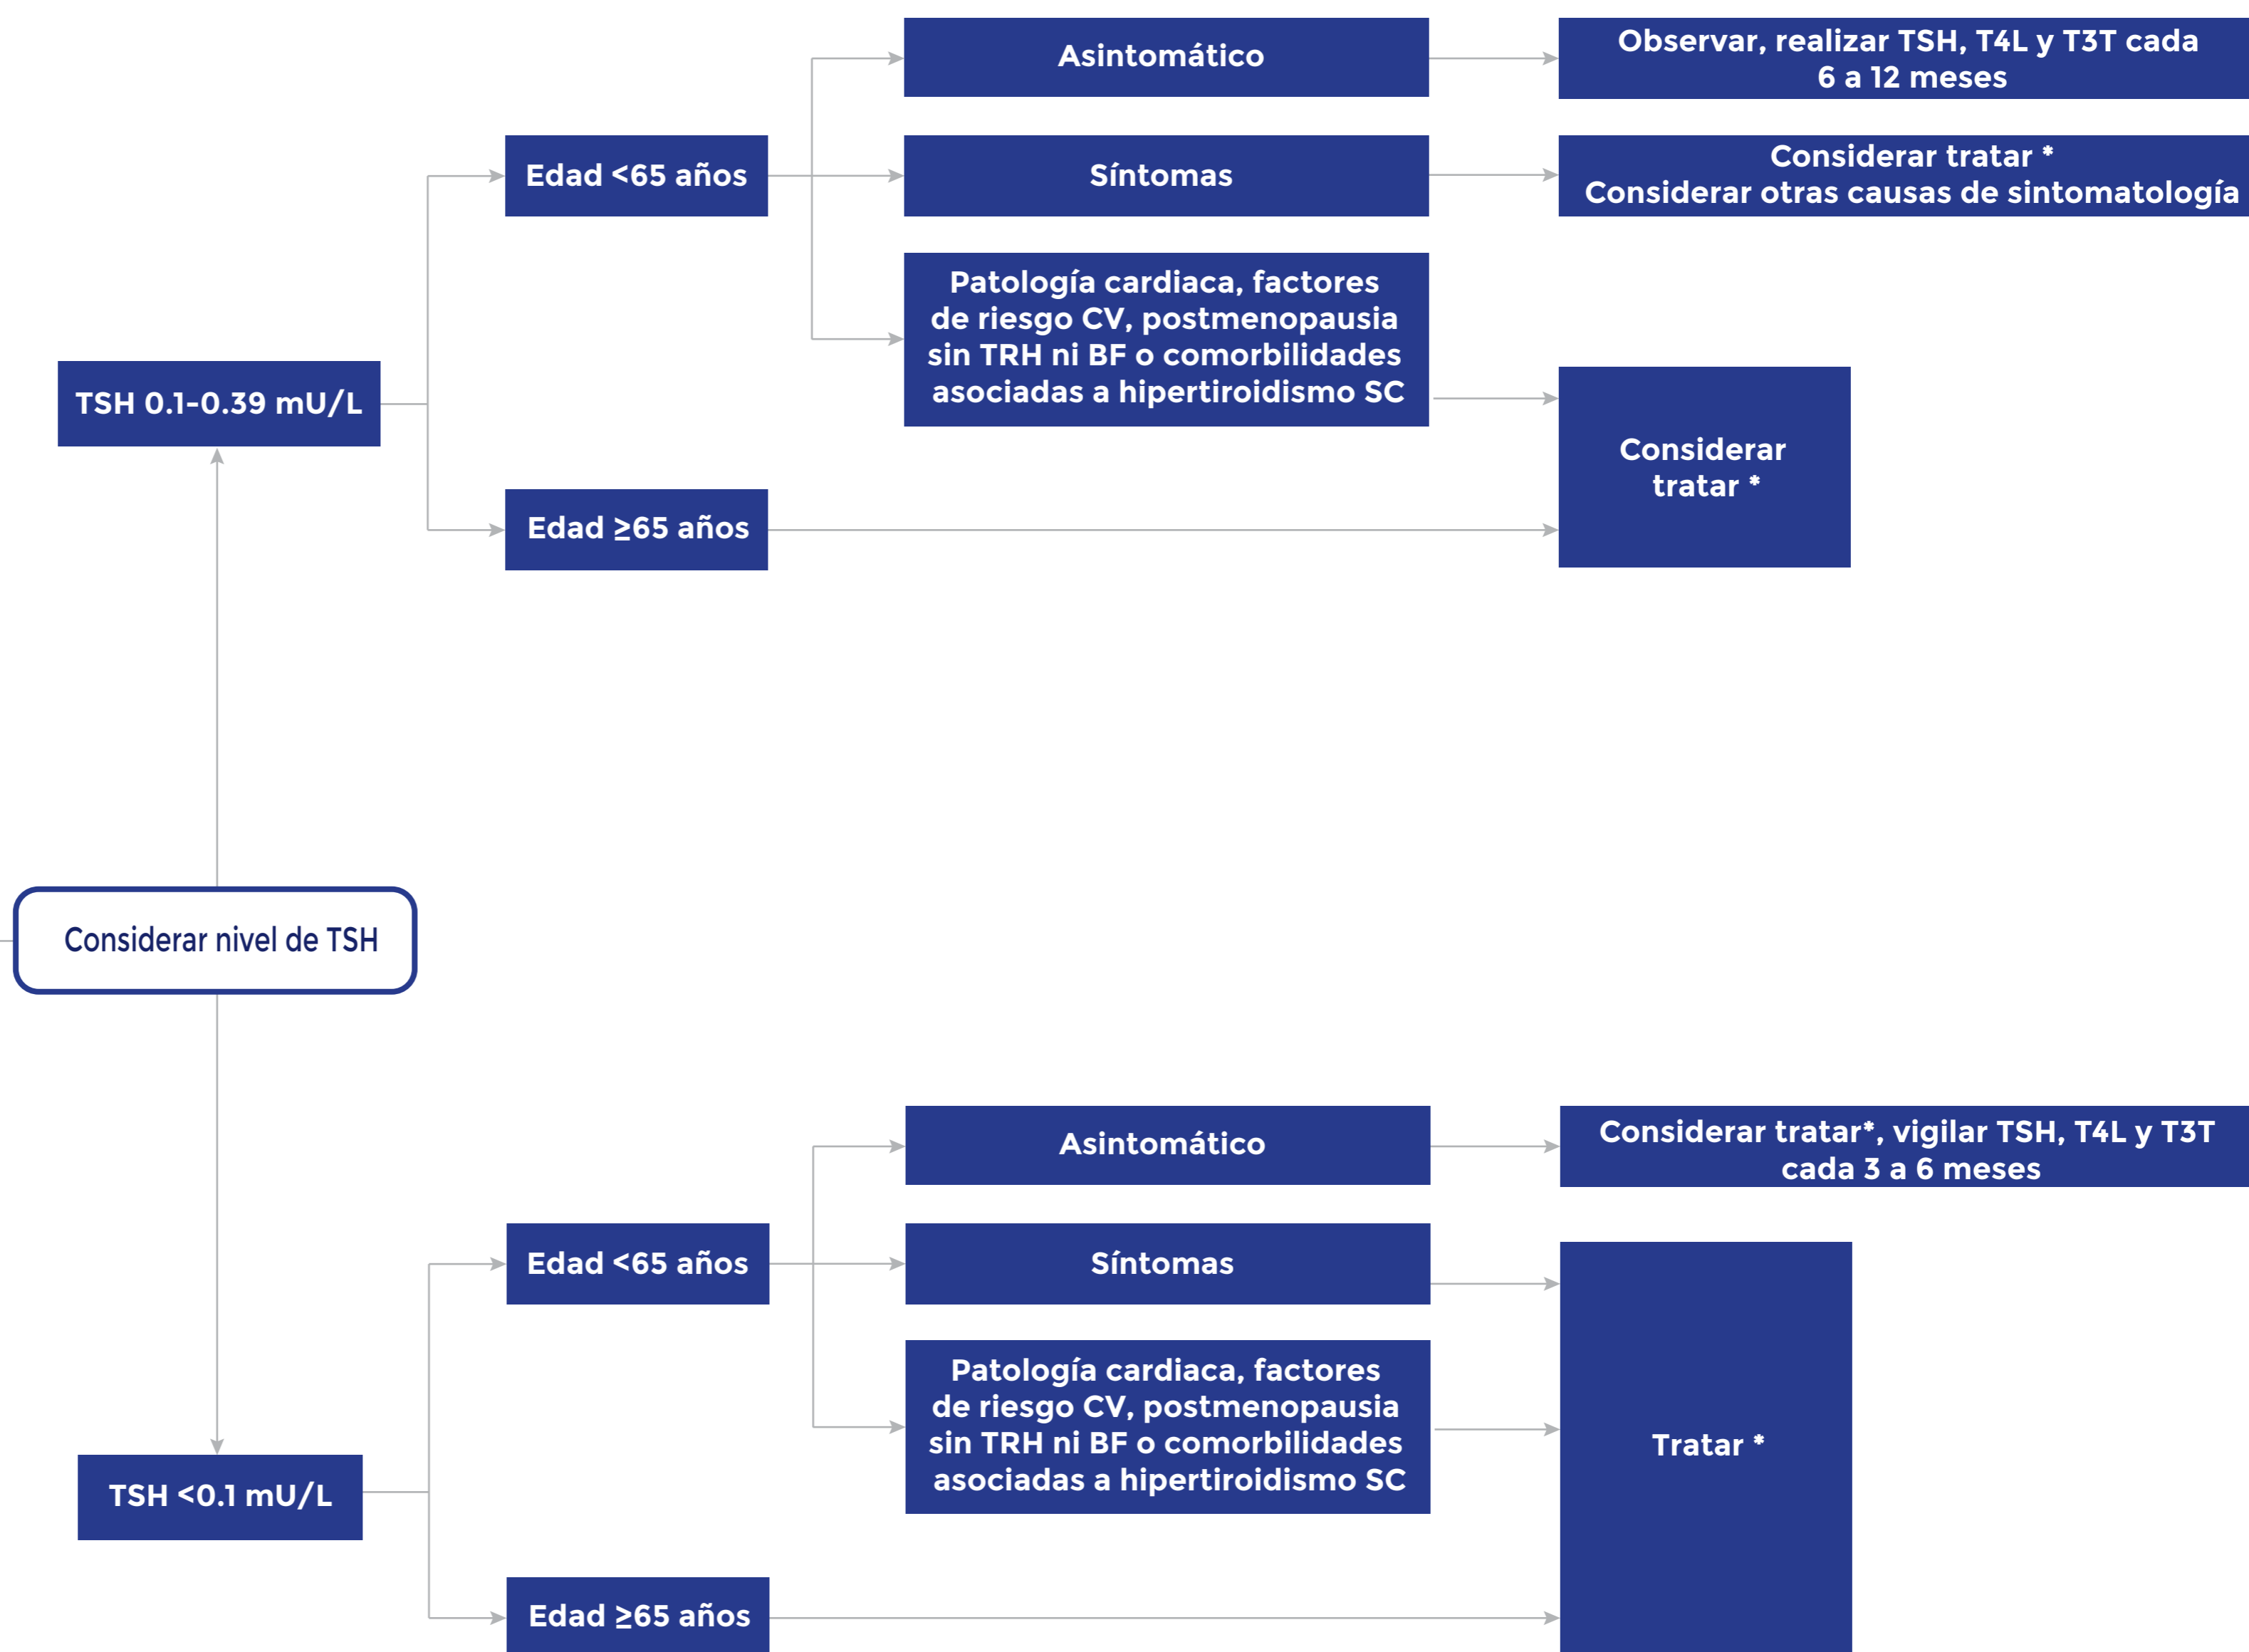 Asintomático
Observar, realizar TSH, T4L y T3T cada
6 a 12 meses
Edad <65 años
Síntomas
Considerar tratar *
Considerar otras causas de sintomatología
Patología cardiaca, factores
de riesgo CV, postmenopausia
sin TRH ni BF o comorbilidades
asociadas a hipertiroidismo SC
TSH 0.1-0.39 mU/L
Considerar
tratar *
Edad ≥65 años
Considerar nivel de TSH
Asintomático
Considerar tratar*, vigilar TSH, T4L y T3T
cada 3 a 6 meses
Edad <65 años
Síntomas
Patología cardiaca, factores
de riesgo CV, postmenopausia
sin TRH ni BF o comorbilidades
asociadas a hipertiroidismo SC
Tratar *
TSH <0.1 mU/L
Edad ≥65 años